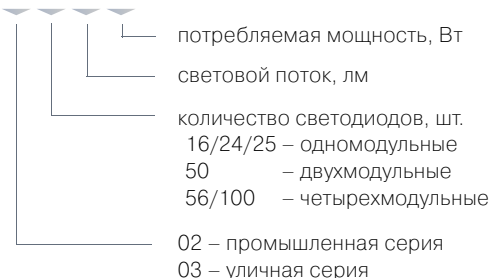 потребляемая мощность, Вт
световой поток, лм
количество светодиодов, шт.
16/24/25 – одномодульные
50 – двухмодульные
56/100 – четырехмодульные
02 – промышленная серия
03 – уличная серия